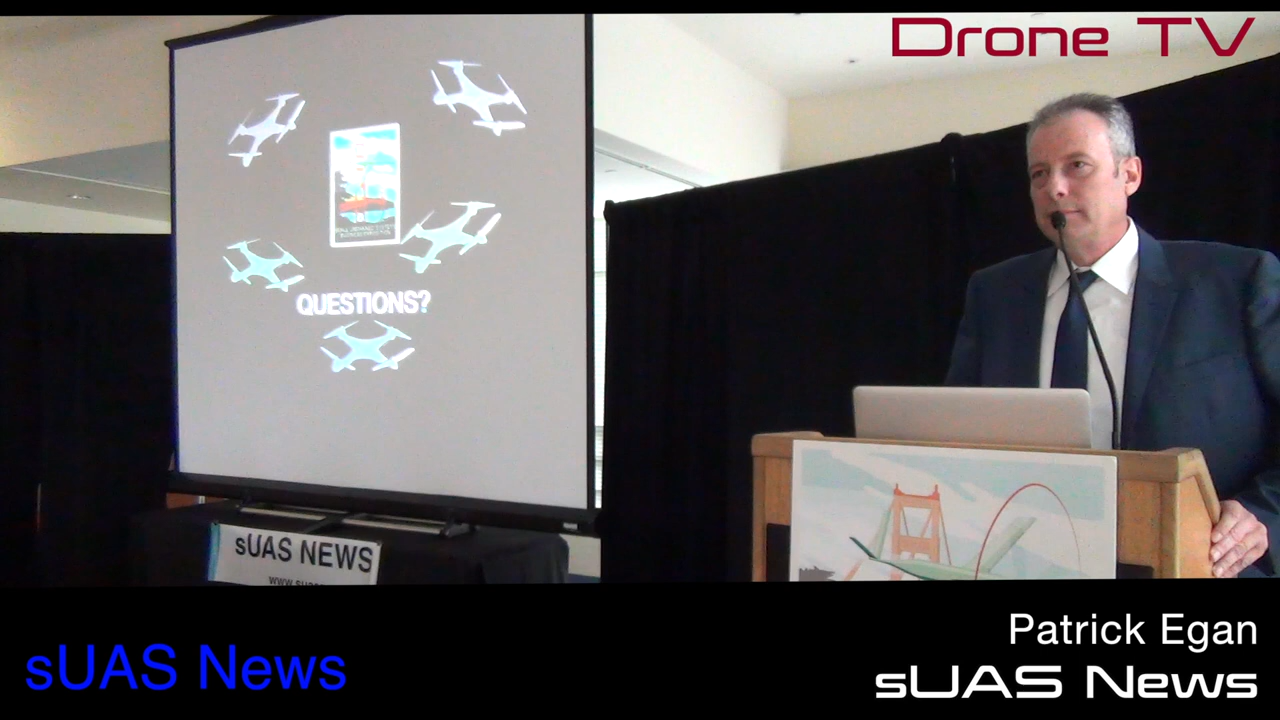 Drone TV
QUESTIONS?
sUAS NEWS
Patrick Egan
sUAS News
sUAS News